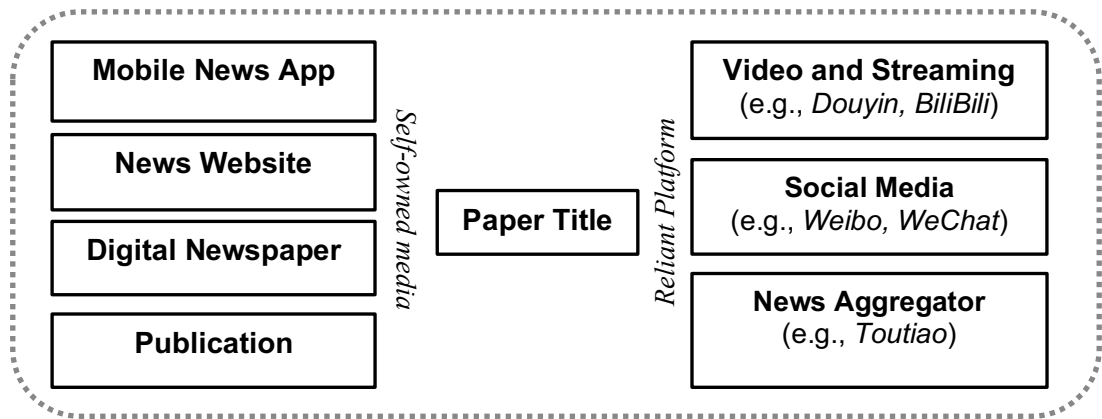 Mobile News App
News Website
Digital Newspaper
Publication
Self-owned media
Paper Title
Reliant Platform
Video and Streaming
(e.g., Douyin, BiliBili)
Social Media
(e.g., Weibo, WeChat)
News Aggregator
(e.g., Toutiao)